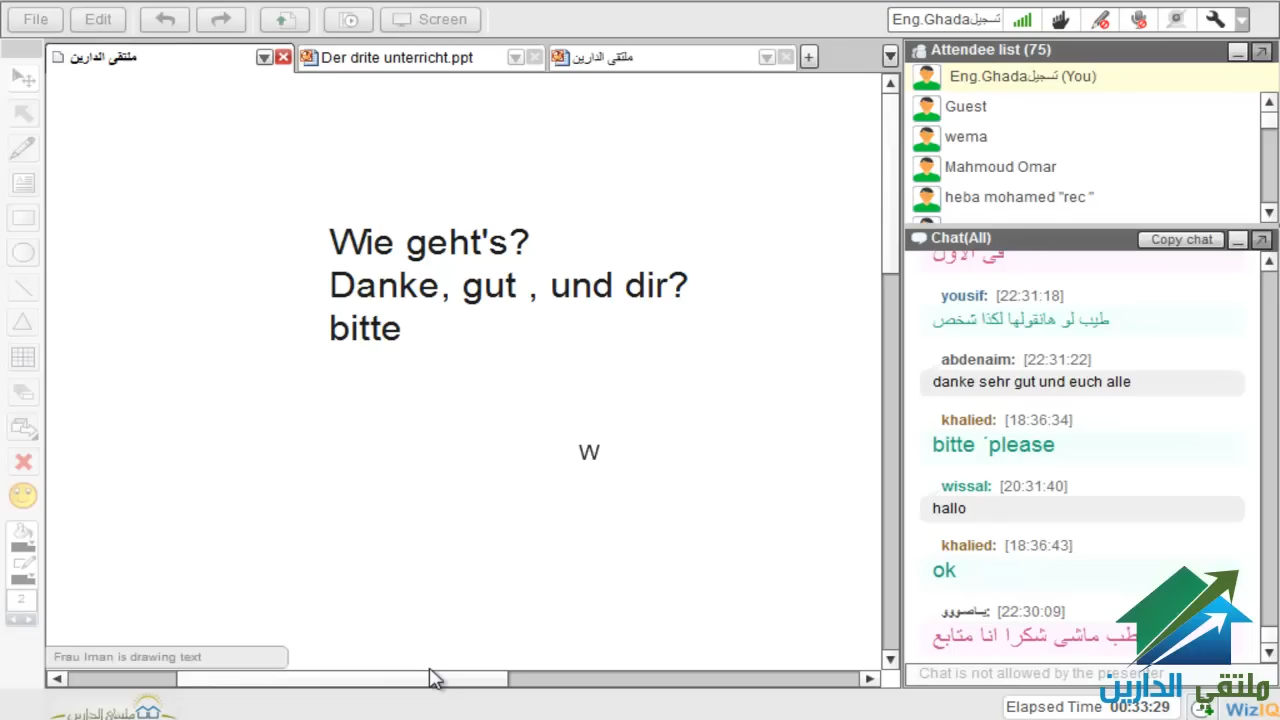 File Edit Screen Eng.Ghadaتسجيل
ملتقى الدارين Der drite unterricht.ppt ملتقى الدارين +
Attendee list (75)
Eng.Ghadaتسجيل (You)
Guest
wema
Mahmoud Omar
heba mohamed "rec "
Wie geht's?
Danke, gut , und dir?
bitte
w
Frau Iman is drawing text
2
Chat(All) Copy chat
فى الاول
yousif: [22:31:18]
طيب لو هانقولها لكذا شخص
abdenaim: [22:31:22]
danke sehr gut und euch alle
khalied: [18:36:34]
bitte ´please
wissal: [20:31:40]
hallo
khalied: [18:36:43]
ok
[22:30:09]
طب ماشى شكرا انا متابع
Chat is not allowed by the presenter
ملتقي الدارين
ملتقى الدارين
Elapsed Time 00:33:29 WizIQ